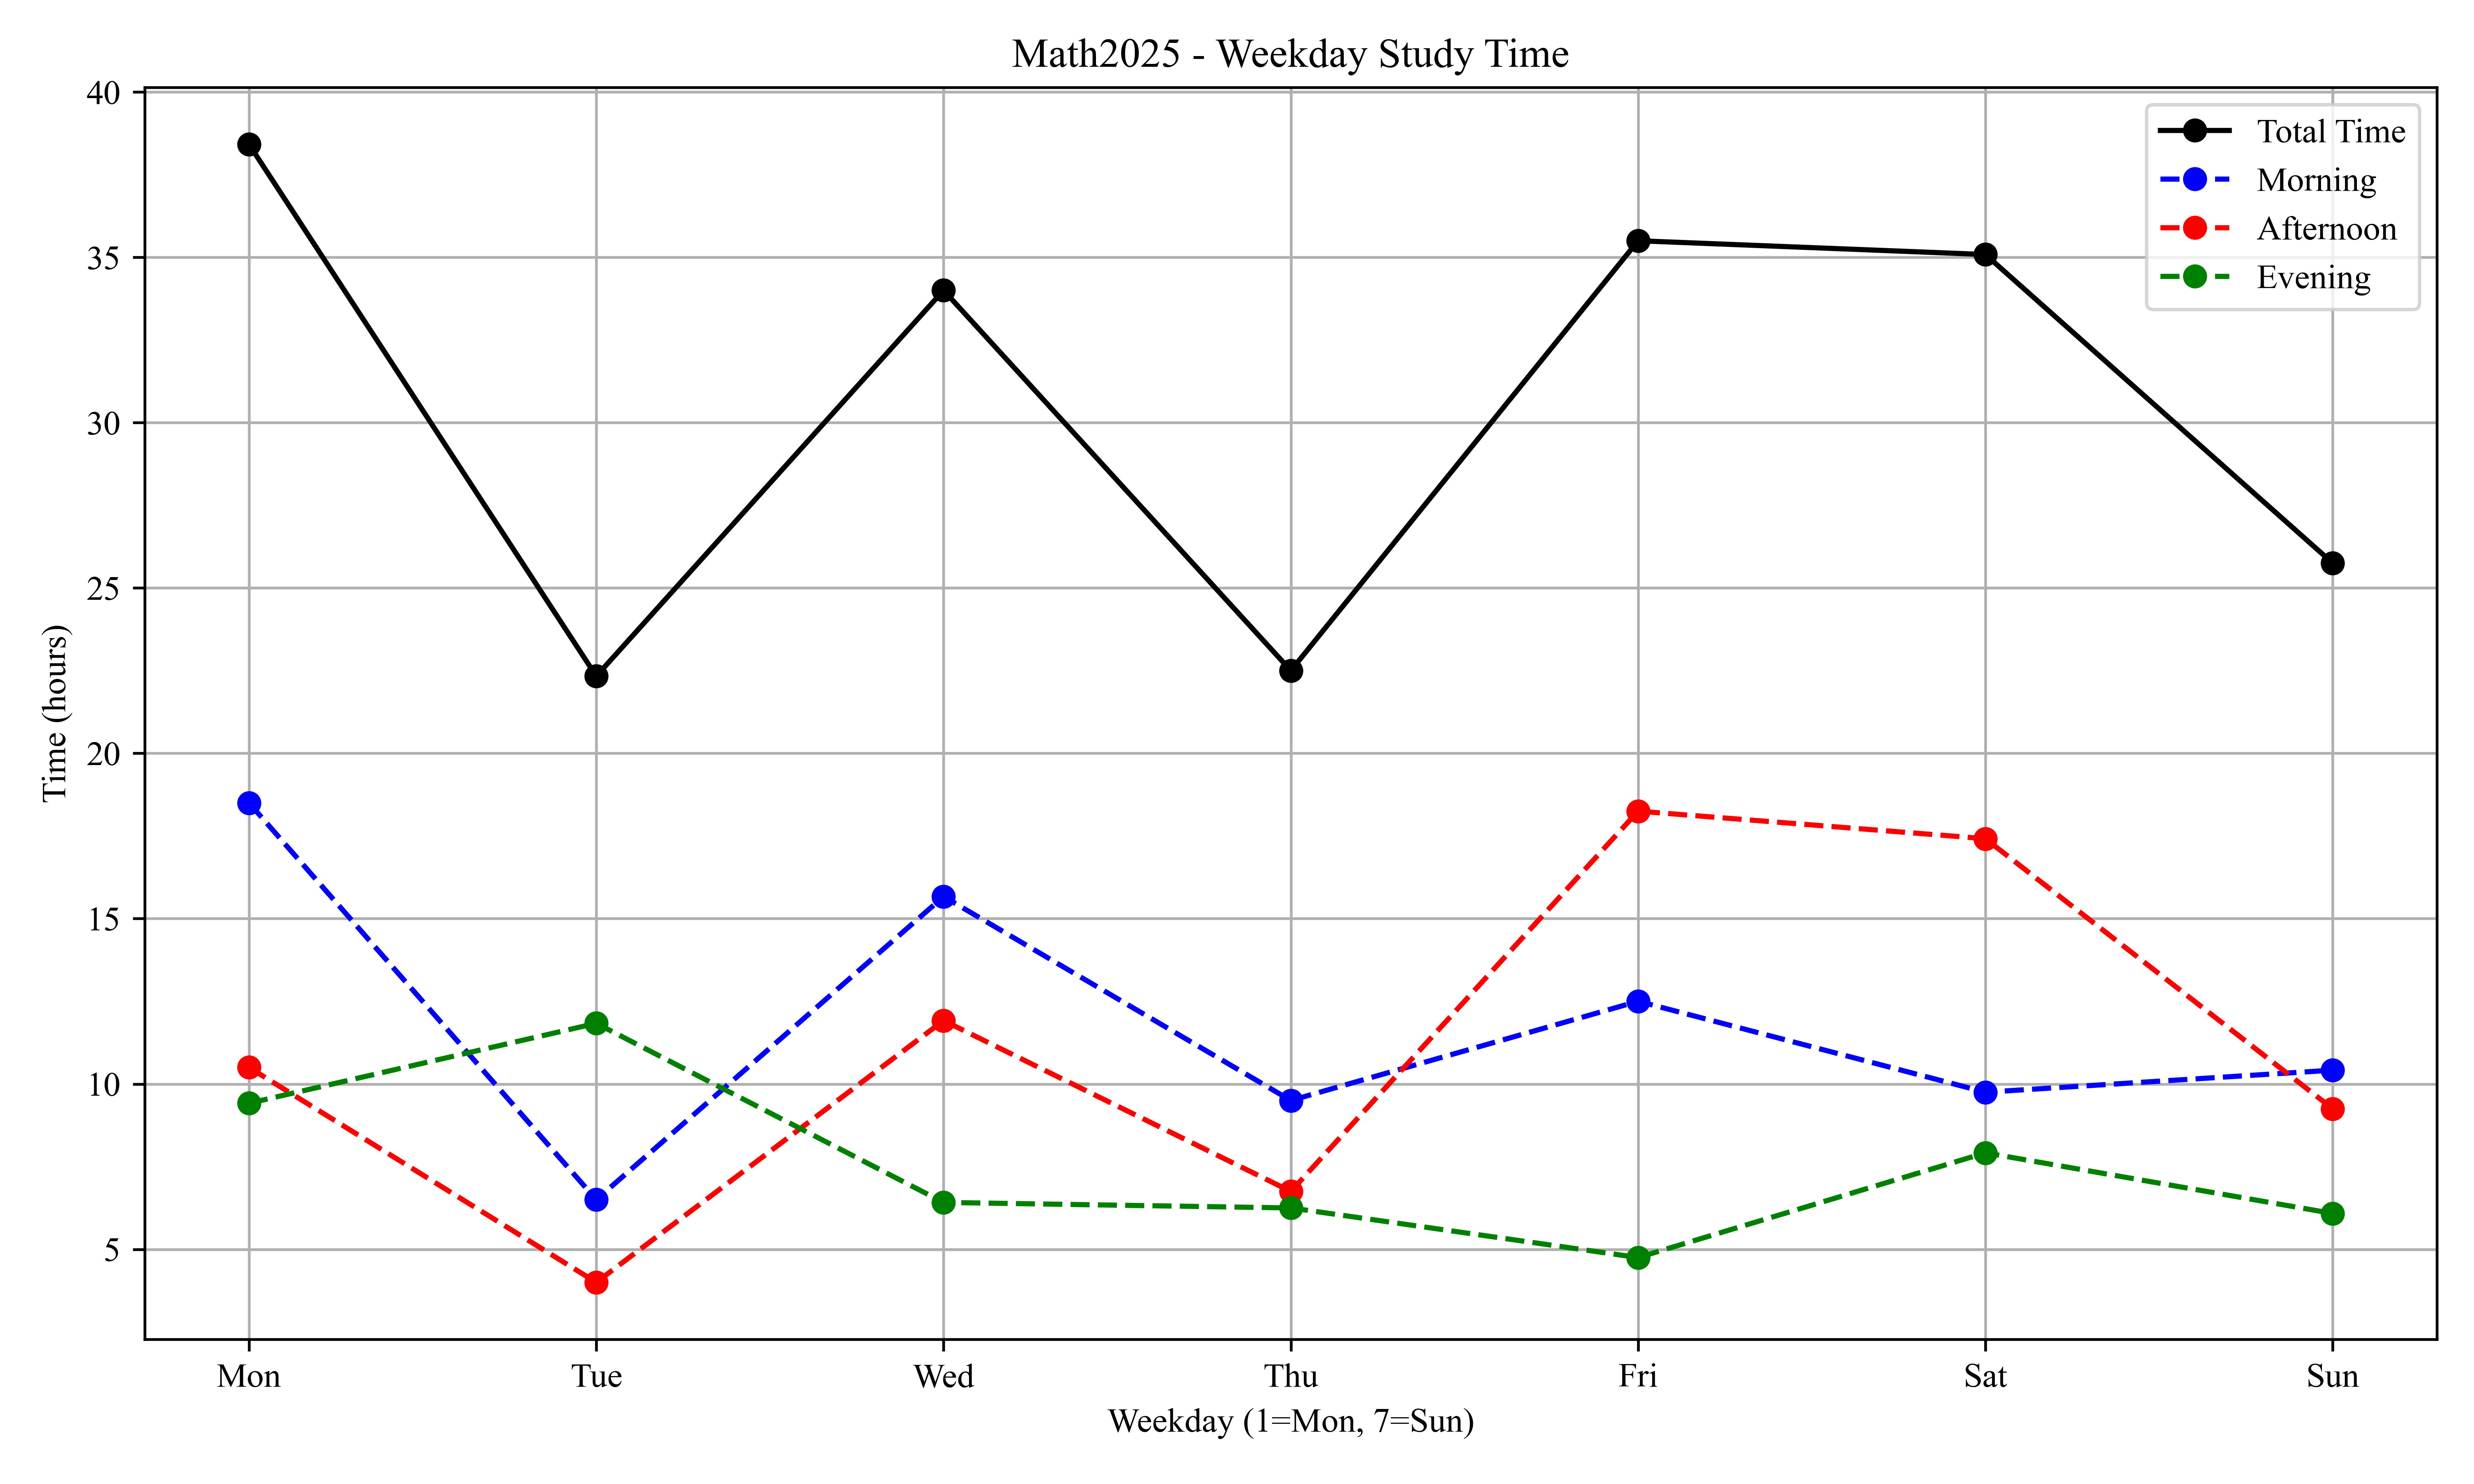 Math2025 - Weekday Study Time
Total Time
Morning
Afternoon
Evening
Time (hours)
40
35
30
25
20
15
10
5
Mon Tue Wed Thu Fri Sat Sun
Weekday (1=Mon, 7=Sun)